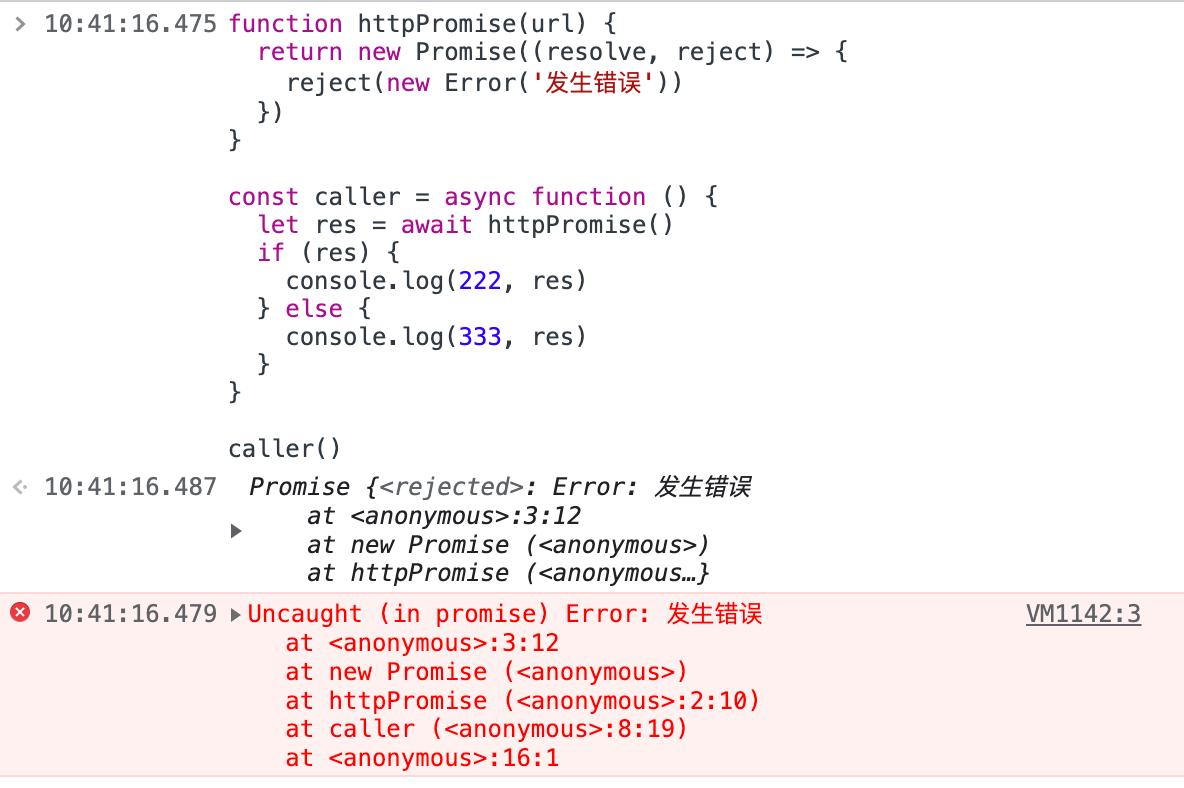 10:41:16.475 function httpPromise(url) {
  return new Promise((resolve, reject) => {
    reject(new Error('发生错误'))
  })
}
const caller = async function () {
  let res = await httpPromise()
  if (res) {
    console.log(222, res)
  } else {
    console.log(333, res)
  }
}
caller()
10:41:16.487 Promise {<rejected>: Error: 发生错误
    at <anonymous>:3:12
    at new Promise (<anonymous>)
    at httpPromise (<anonymous…}
10:41:16.479 Uncaught (in promise) Error: 发生错误 VM1142:3
    at <anonymous>:3:12
    at new Promise (<anonymous>)
    at httpPromise (<anonymous>:2:10)
    at caller (<anonymous>:8:19)
    at <anonymous>:16:1